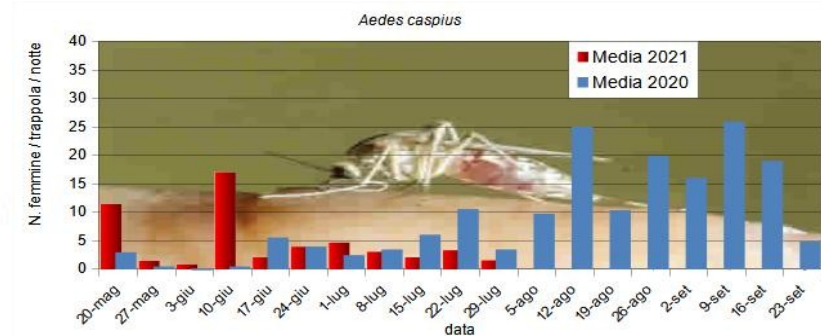 Aedes caspius
N. femmine / trappola / notte
40
35
30
25
20
15
10
5
0
Media 2021
Media 2020
20-mag
27-mag
3-giu
10-giu
17-giu
24-giu
1-lug
8-lug
15-lug
22-lug
29-lug
5-ago
12-ago
19-ago
26-ago
2-set
9-set
16-set
23-set
data